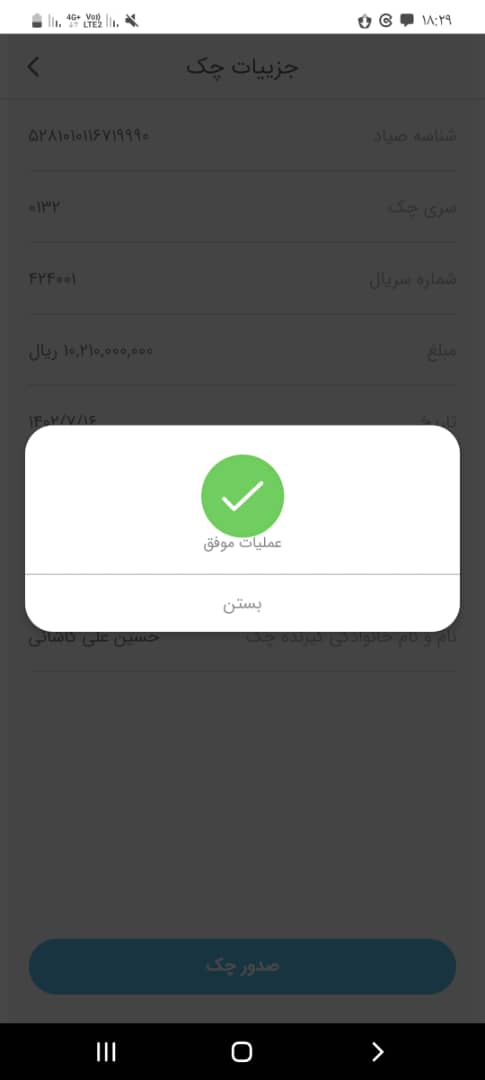 4G+ Vo)) LTE2 ۱۸:۲۹
جزییات چک
شناسه صیاد ۵۲۸۱۰۱۰۱۱۶۷۱۹۹۹۰
سری چک ۰۱۳۲
شماره سریال ۴۲۴۰۰۱
مبلغ ۱۰,۲۱۰,۰۰۰,۰۰۰ ریال
تاریخ ۱۴۰۲/۷/۱۶
عملیات موفق
بستن
نام و نام خانوادگی گیرنده چک حسین علی کاشانی
صدور چک